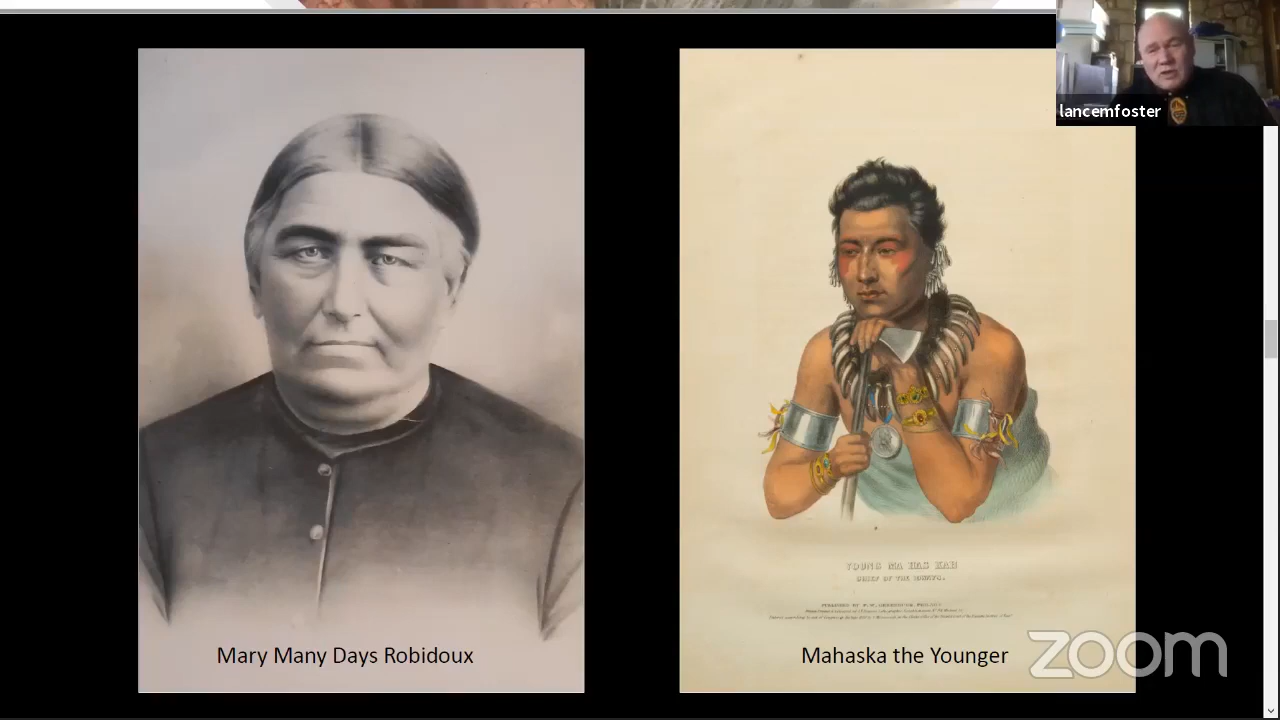 lancemfoster
YOUNG MA HAS KAH
CHIEF OF THE IOWAYS.
Mary Many Days Robidoux
Mahaska the Younger
zoom